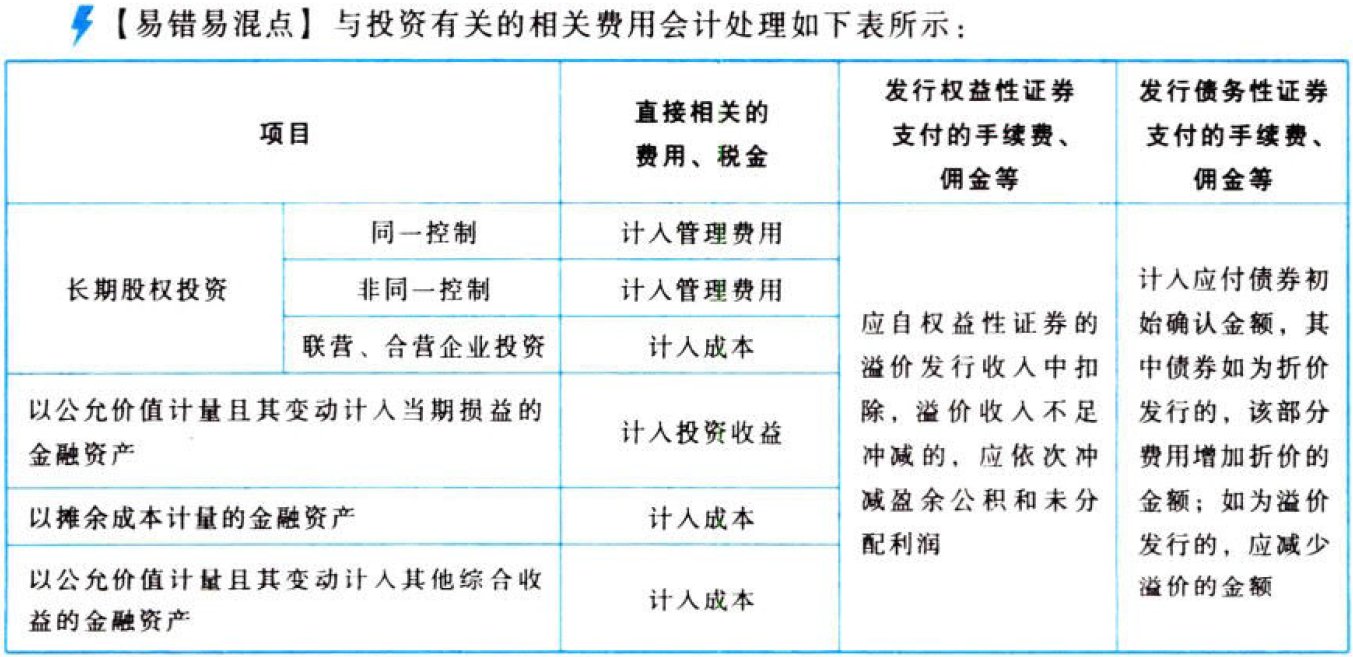 【易错易混点】与投资有关的相关费用会计处理如下表所示：
项目
直接相关的
费用、税金
发行权益性证券
支付的手续费、
佣金等
发行债务性证券
支付的手续费、
佣金等
长期股权投资
同一控制
计入管理费用
非同一控制
计入管理费用
联营、合营企业投资
计入成本
以公允价值计量且其变动计入当期损益的
金融资产
计入投资收益
以摊余成本计量的金融资产
计入成本
以公允价值计量且其变动计入其他综合收
益的金融资产
计入成本
应自权益性证券的
溢价发行收入中扣
除，溢价收入不足
冲减的，应依次冲
减盈余公积和未分
配利润
计入应付债券初
始确认金额，其
中债券如为折价
发行的，该部分
费用增加折价的
金额；如为溢价
发行的，应减少
溢价的金额